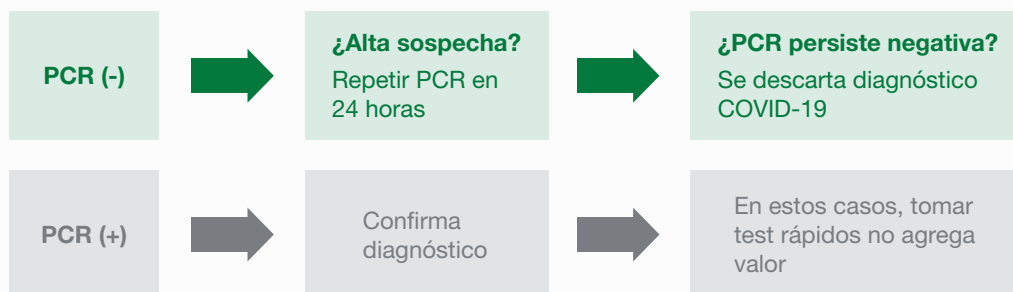 PCR (-)
¿Alta sospecha?
Repetir PCR en
24 horas
¿PCR persiste negativa?
Se descarta diagnóstico
COVID-19
PCR (+)
Confirma
diagnóstico
En estos casos, tomar
test rápidos no agrega
valor